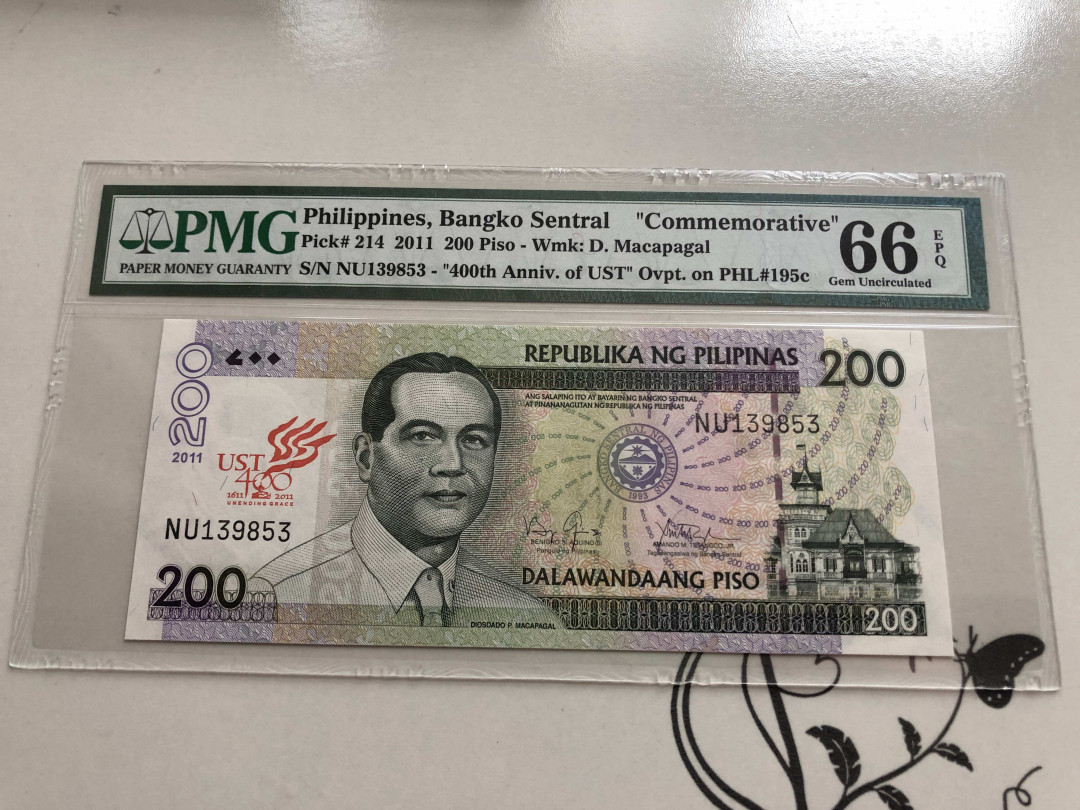 PMG
PAPER MONEY GUARANTY
Philippines, Bangko Sentral "Commemorative"
Pick# 214 2011 200 Piso - Wmk: D. Macapagal
S/N NU139853 - "400th Anniv. of UST" Ovpt. on PHL#195c
66
EPQ
Gem Uncirculated
200
2011
REPUBLIKA NG PILIPINAS
200
ANG SALAPING ITO AY BAYARIN NG BANGKO SENTRAL
AT PINANANAGUTAN NG REPUBLIKA NG PILIPINAS
NU139853
UST
400
1611 2011
UNENDING GRACE
BANGKO SENTRAL NG PILIPINAS
1993
NU139853
BENIGNO S. AQUINO III
Pangulo ng Pilipinas
AMANDO M. TETANGCO, JR.
Tagapangasiwa ng Bangko Sentral
200
DALAWANDAANG PISO
DIOSDADO P. MACAPAGAL
200